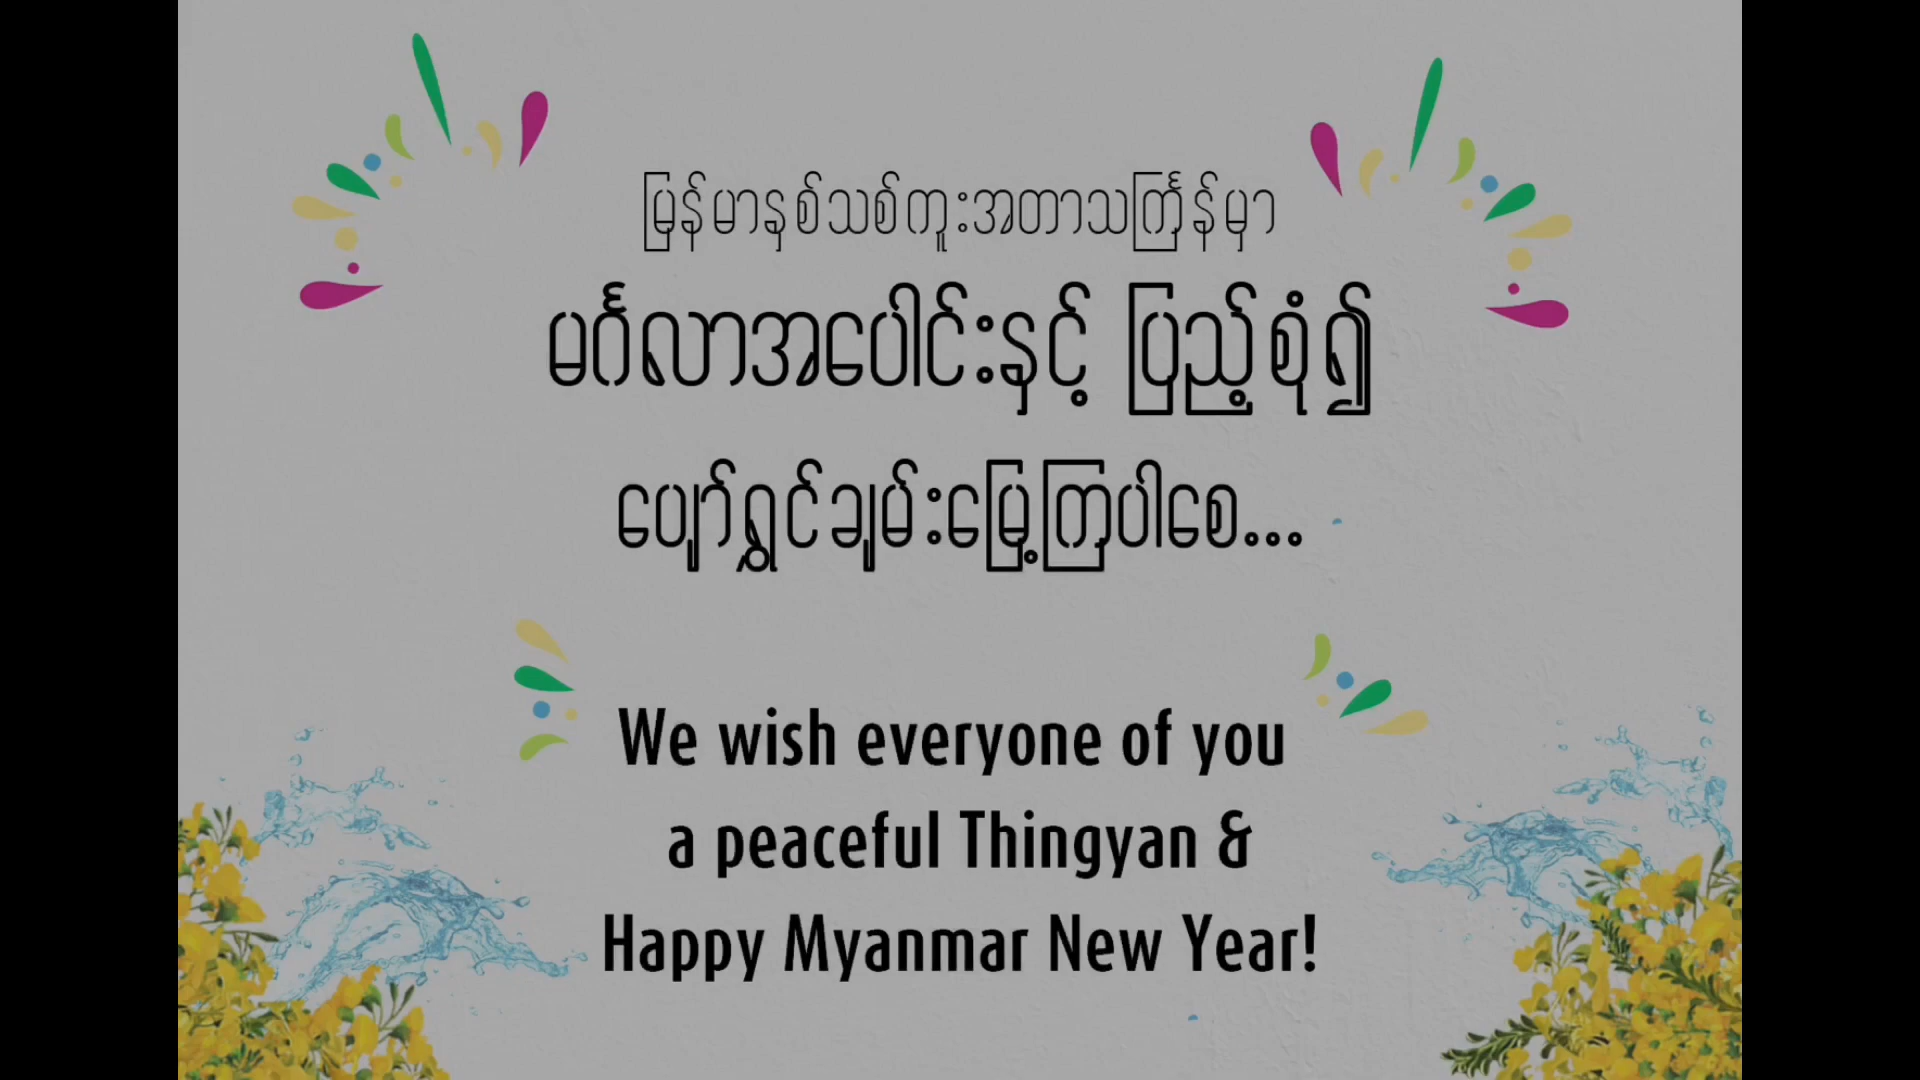 မြန်မာနှစ်သစ်ကူးအတာသင်္ကြန်မှာ
မင်္ဂလာအပေါင်းနှင့် ပြည့်စုံ၍
ပျော်ရွှင်ချမ်းမြေ့ကြပါစေ...
We wish everyone of you
a peaceful Thingyan &
Happy Myanmar New Year!